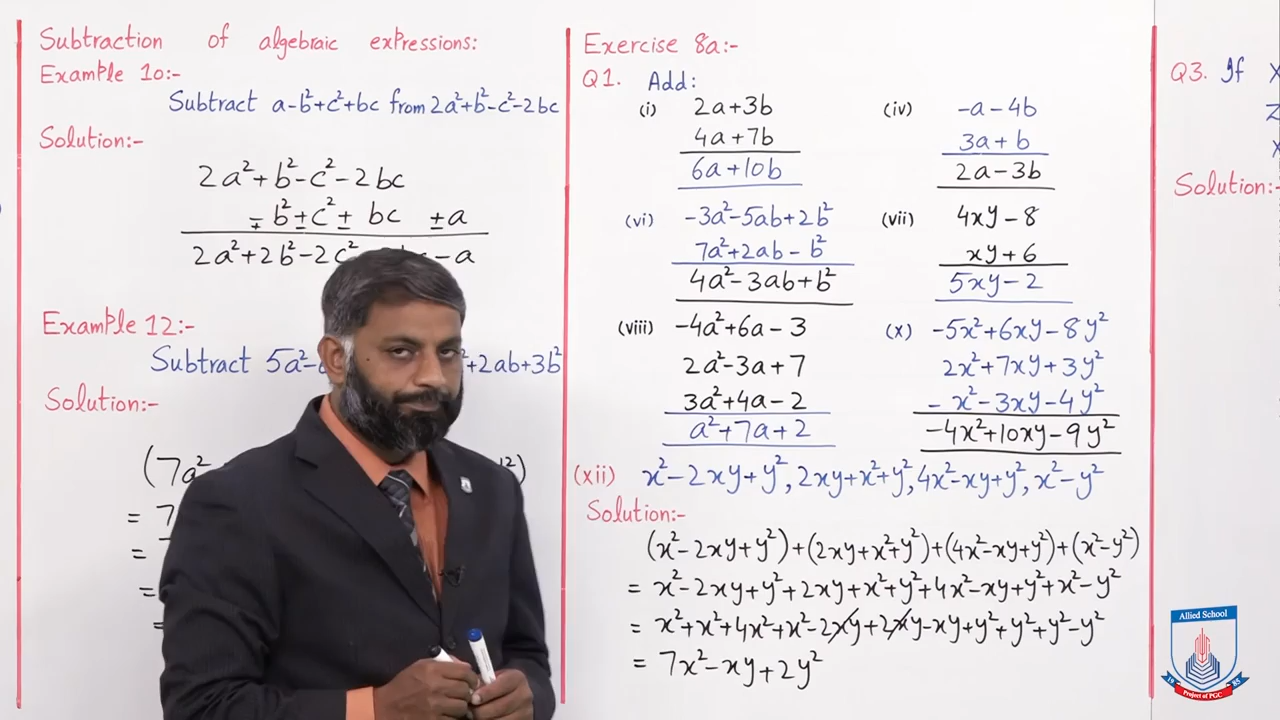 Subtraction of algebraic expressions:
Example 10:-
Subtract a-b²+c²+bc from 2a²+b²-c²-2bc
Solution:-
2a²+b²-c²-2bc
∓b²±c²±bc ±a
2a²+2b²-2c² -a
Example 12:-
Subtract 5a²- +2ab+3b²
Solution:-
(7a² )
= 7
=
=
=
Exercise 8a:-
Q1. Add:
(i) 2a+3b
4a+7b
6a+10b
(iv) -a-4b
3a+b
2a-3b
(vi) -3a²-5ab+2b²
7a²+2ab-b²
4a²-3ab+b²
(vii) 4xy-8
xy+6
5xy-2
(viii) -4a²+6a-3
2a²-3a+7
3a²+4a-2
a²+7a+2
(x) -5x²+6xy-8y²
2x²+7xy+3y²
-x²-3xy-4y²
-4x²+10xy-9y²
(xii) x²-2xy+y², 2xy+x²+y², 4x²-xy+y², x²-y²
Solution:-
(x²-2xy+y²)+(2xy+x²+y²)+(4x²-xy+y²)+(x²-y²)
= x²-2xy+y²+2xy+x²+y²+4x²-xy+y²+x²-y²
= x²+x²+4x²+x²-2xy+2xy-xy+y²+y²+y²-y²
= 7x²-xy+2y²
Q3. If X
Z
X
Solution:-
Allied School
19 85
Project of PGC